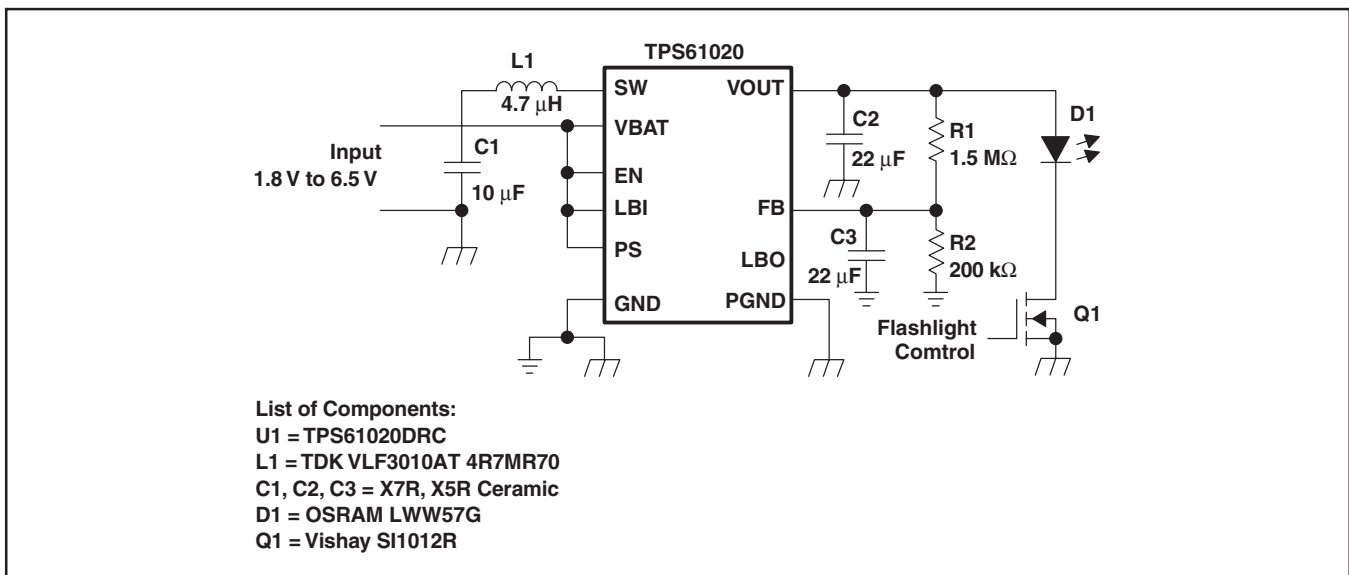 TPS61020
L1
4.7 μH
SW
VOUT
D1
C2
R1
VBAT
C1
Input
22 μF
1.5 MΩ
1.8 V to 6.5 V
EN
10 μF
LBI
FB
C3
R2
PS
LBO
22 μF
200 kΩ
GND
PGND
Flashlight
Comtrol
Q1
List of Components:
U1 = TPS61020DRC
L1 = TDK VLF3010AT 4R7MR70
C1, C2, C3 = X7R, X5R Ceramic
D1 = OSRAM LWW57G
Q1 = Vishay SI1012R